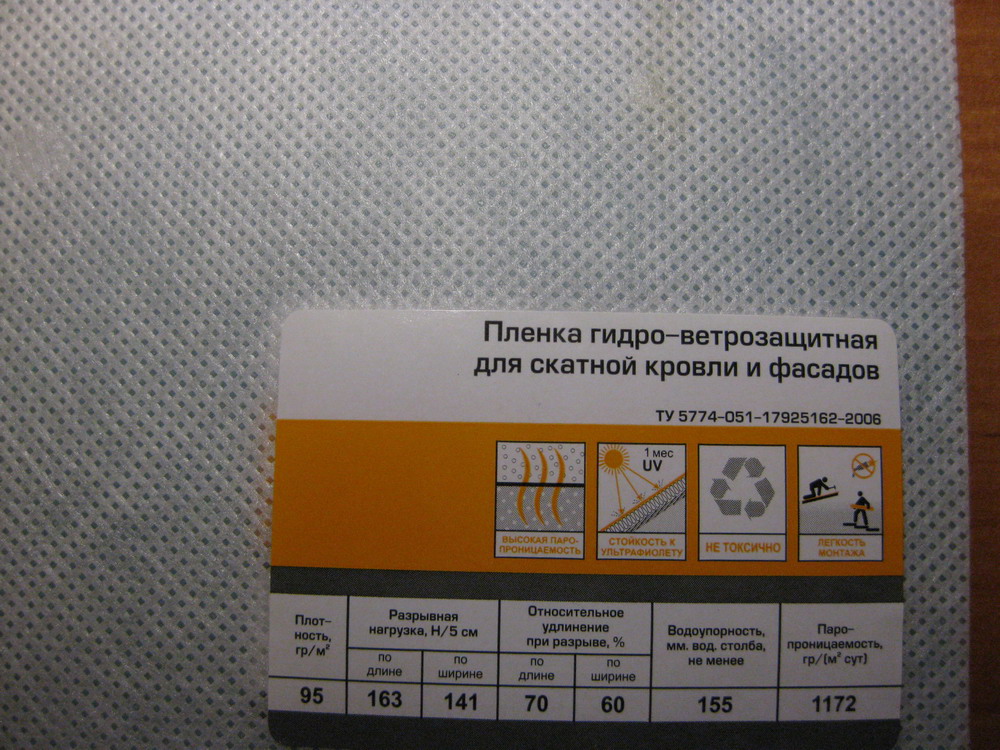 Пленка гидро-ветрозащитная
для скатной кровли и фасадов
ТУ 5774-051-17925162-2006
ВЫСОКАЯ ПАРО-
ПРОНИЦАЕМОСТЬ
1 мес
UV
СТОЙКОСТЬ К
УЛЬТРАФИОЛЕТУ
НЕ ТОКСИЧНО
ЛЕГКОСТЬ
МОНТАЖА
Плот-
ность,
гр/м²
Разрывная
нагрузка, Н/5 см
по
длине
по
ширине
Относительное
удлинение
при разрыве, %
по
длине
по
ширине
Водоупорность,
мм. вод. столба,
не менее
Паро-
проницаемость,
гр/(м² сут)
95 163 141 70 60 155 1172